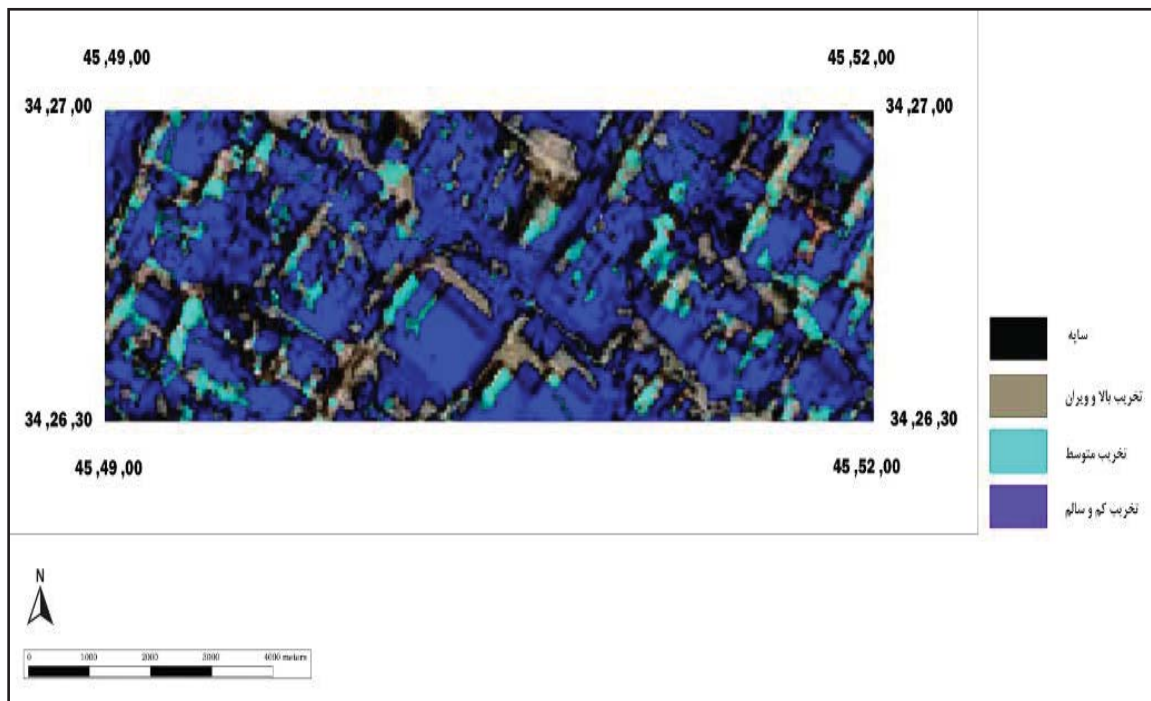 45 ,49, 00 45 ,52, 00
34 ,27, 00 34 ,27, 00
34 ,26 ,30 34 ,26 ,30
45 ,49, 00 45 ,52, 00
سایه
تخریب بالا و ویران
تخریب متوسط
تخریب کم و سالم
N
0 1000 2000 3000 4000 meters